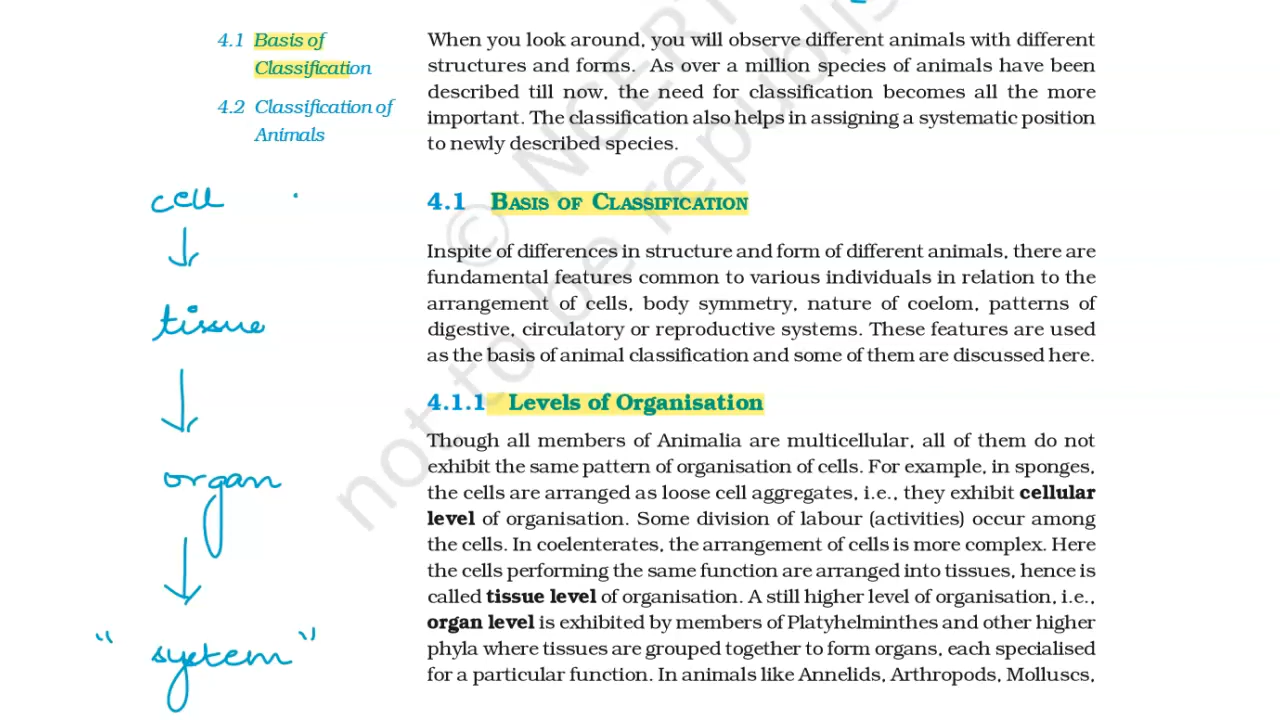 4.1 Basis of
Classification
4.2 Classification of
Animals
When you look around, you will observe different animals with different
structures and forms. As over a million species of animals have been
described till now, the need for classification becomes all the more
important. The classification also helps in assigning a systematic position
to newly described species.
cell
↓
tissue
↓
organ
↓
"system"
4.1 BASIS OF CLASSIFICATION
Inspite of differences in structure and form of different animals, there are
fundamental features common to various individuals in relation to the
arrangement of cells, body symmetry, nature of coelom, patterns of
digestive, circulatory or reproductive systems. These features are used
as the basis of animal classification and some of them are discussed here.
4.1.1 Levels of Organisation
Though all members of Animalia are multicellular, all of them do not
exhibit the same pattern of organisation of cells. For example, in sponges,
the cells are arranged as loose cell aggregates, i.e., they exhibit cellular
level of organisation. Some division of labour (activities) occur among
the cells. In coelenterates, the arrangement of cells is more complex. Here
the cells performing the same function are arranged into tissues, hence is
called tissue level of organisation. A still higher level of organisation, i.e.,
organ level is exhibited by members of Platyhelminthes and other higher
phyla where tissues are grouped together to form organs, each specialised
for a particular function. In animals like Annelids, Arthropods, Molluscs,
© NCERT
not to be republis